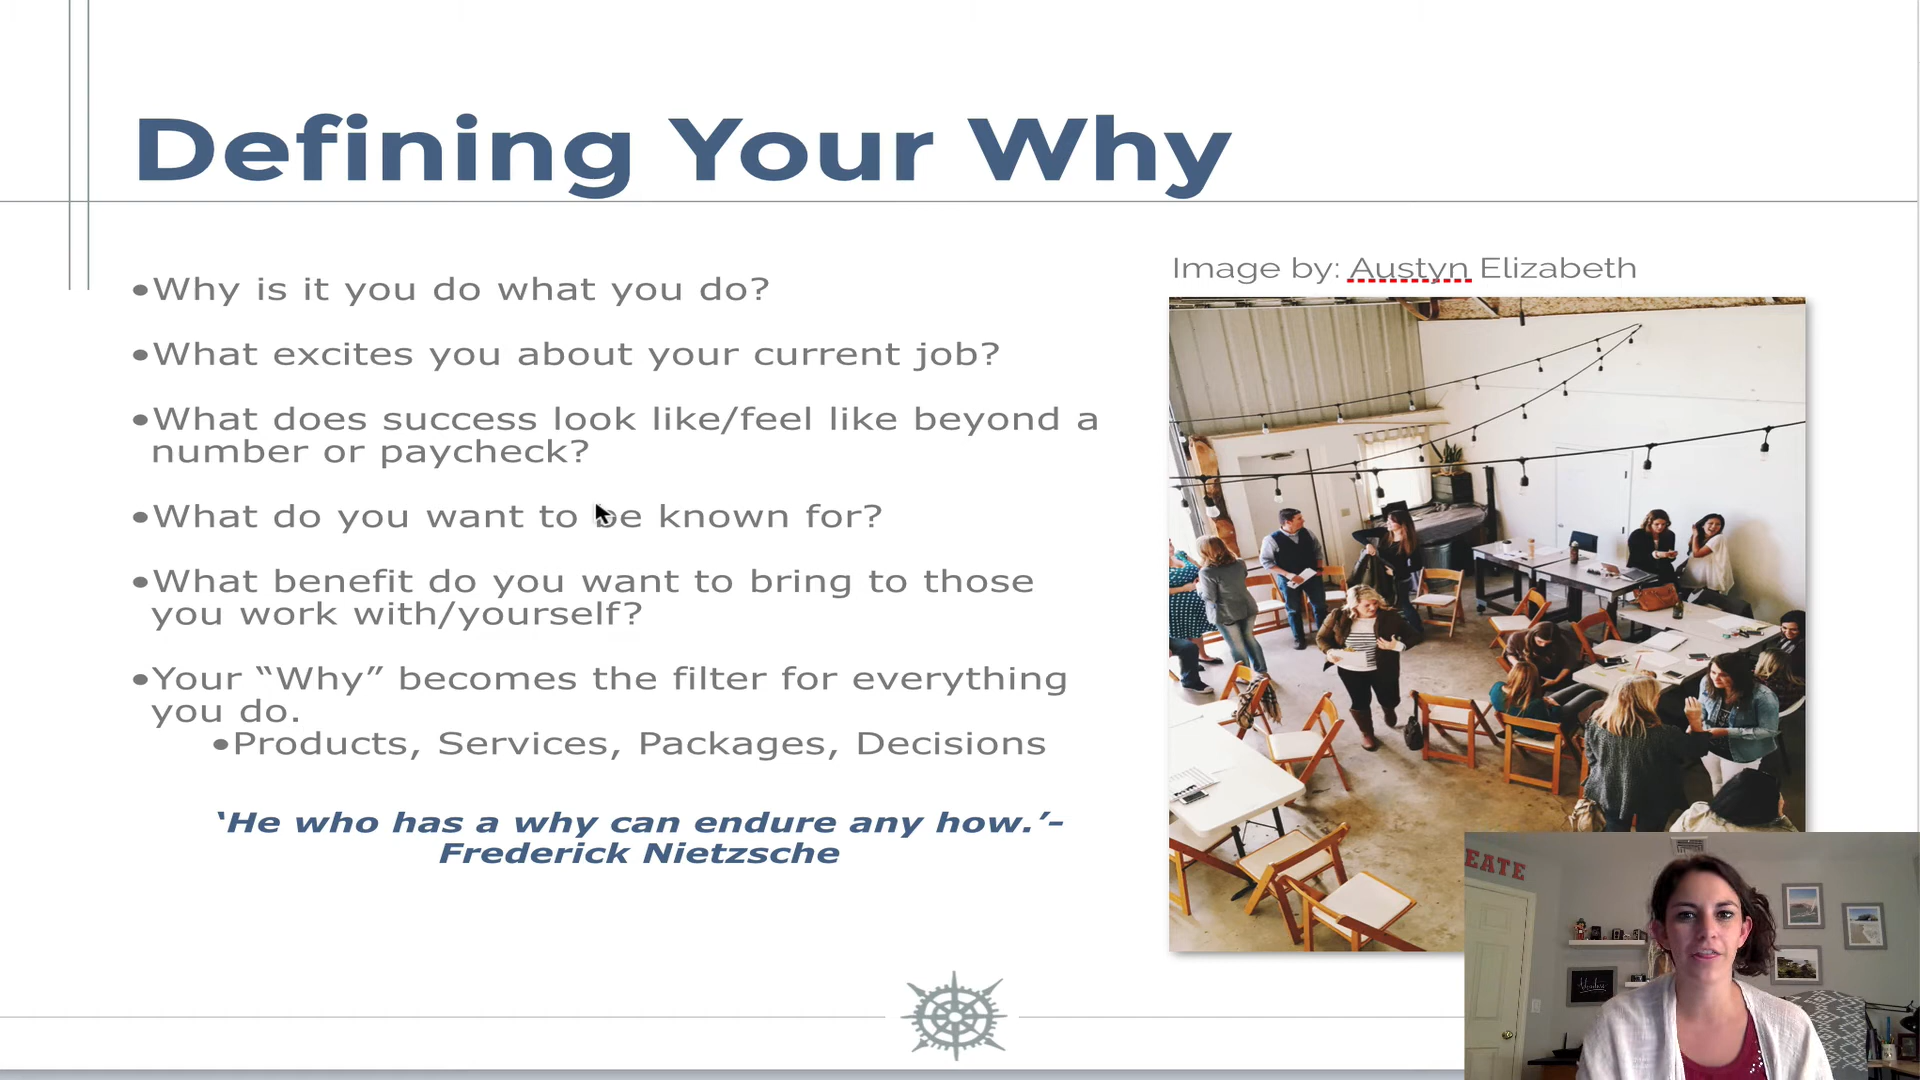 Defining Your Why
•Why is it you do what you do?
•What excites you about your current job?
•What does success look like/feel like beyond a
number or paycheck?
•What do you want to be known for?
•What benefit do you want to bring to those
you work with/yourself?
•Your “Why” becomes the filter for everything
you do.
•Products, Services, Packages, Decisions
‘He who has a why can endure any how.’-
Frederick Nietzsche
Image by: Austyn Elizabeth
EATE
Adventure